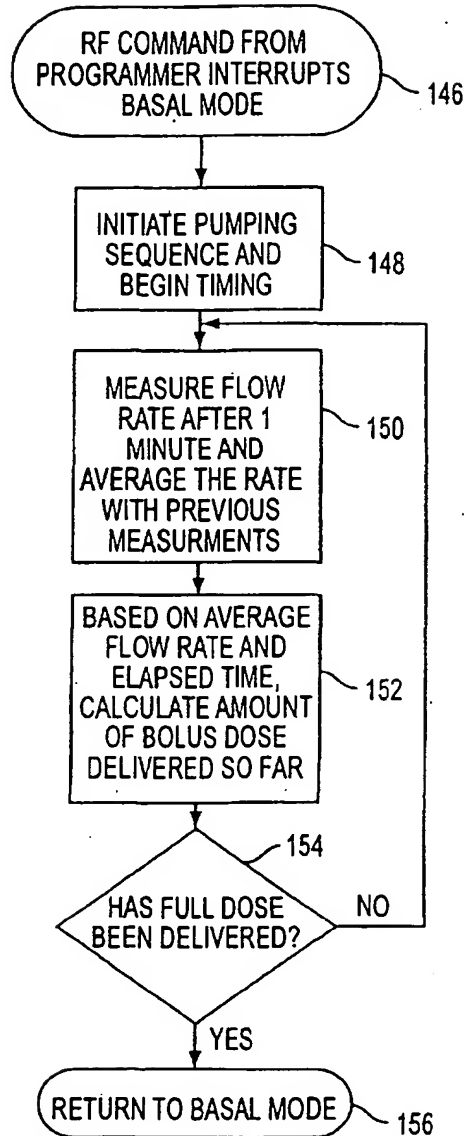 RF COMMAND FROM
PROGRAMMER INTERRUPTS
BASAL MODE
146
INITIATE PUMPING
SEQUENCE AND
BEGIN TIMING
148
MEASURE FLOW
RATE AFTER 1
MINUTE AND
AVERAGE THE RATE
WITH PREVIOUS
MEASURMENTS
150
BASED ON AVERAGE
FLOW RATE AND
ELAPSED TIME,
CALCULATE AMOUNT
OF BOLUS DOSE
DELIVERED SO FAR
152
154
HAS FULL DOSE
BEEN DELIVERED?
NO
YES
RETURN TO BASAL MODE
156